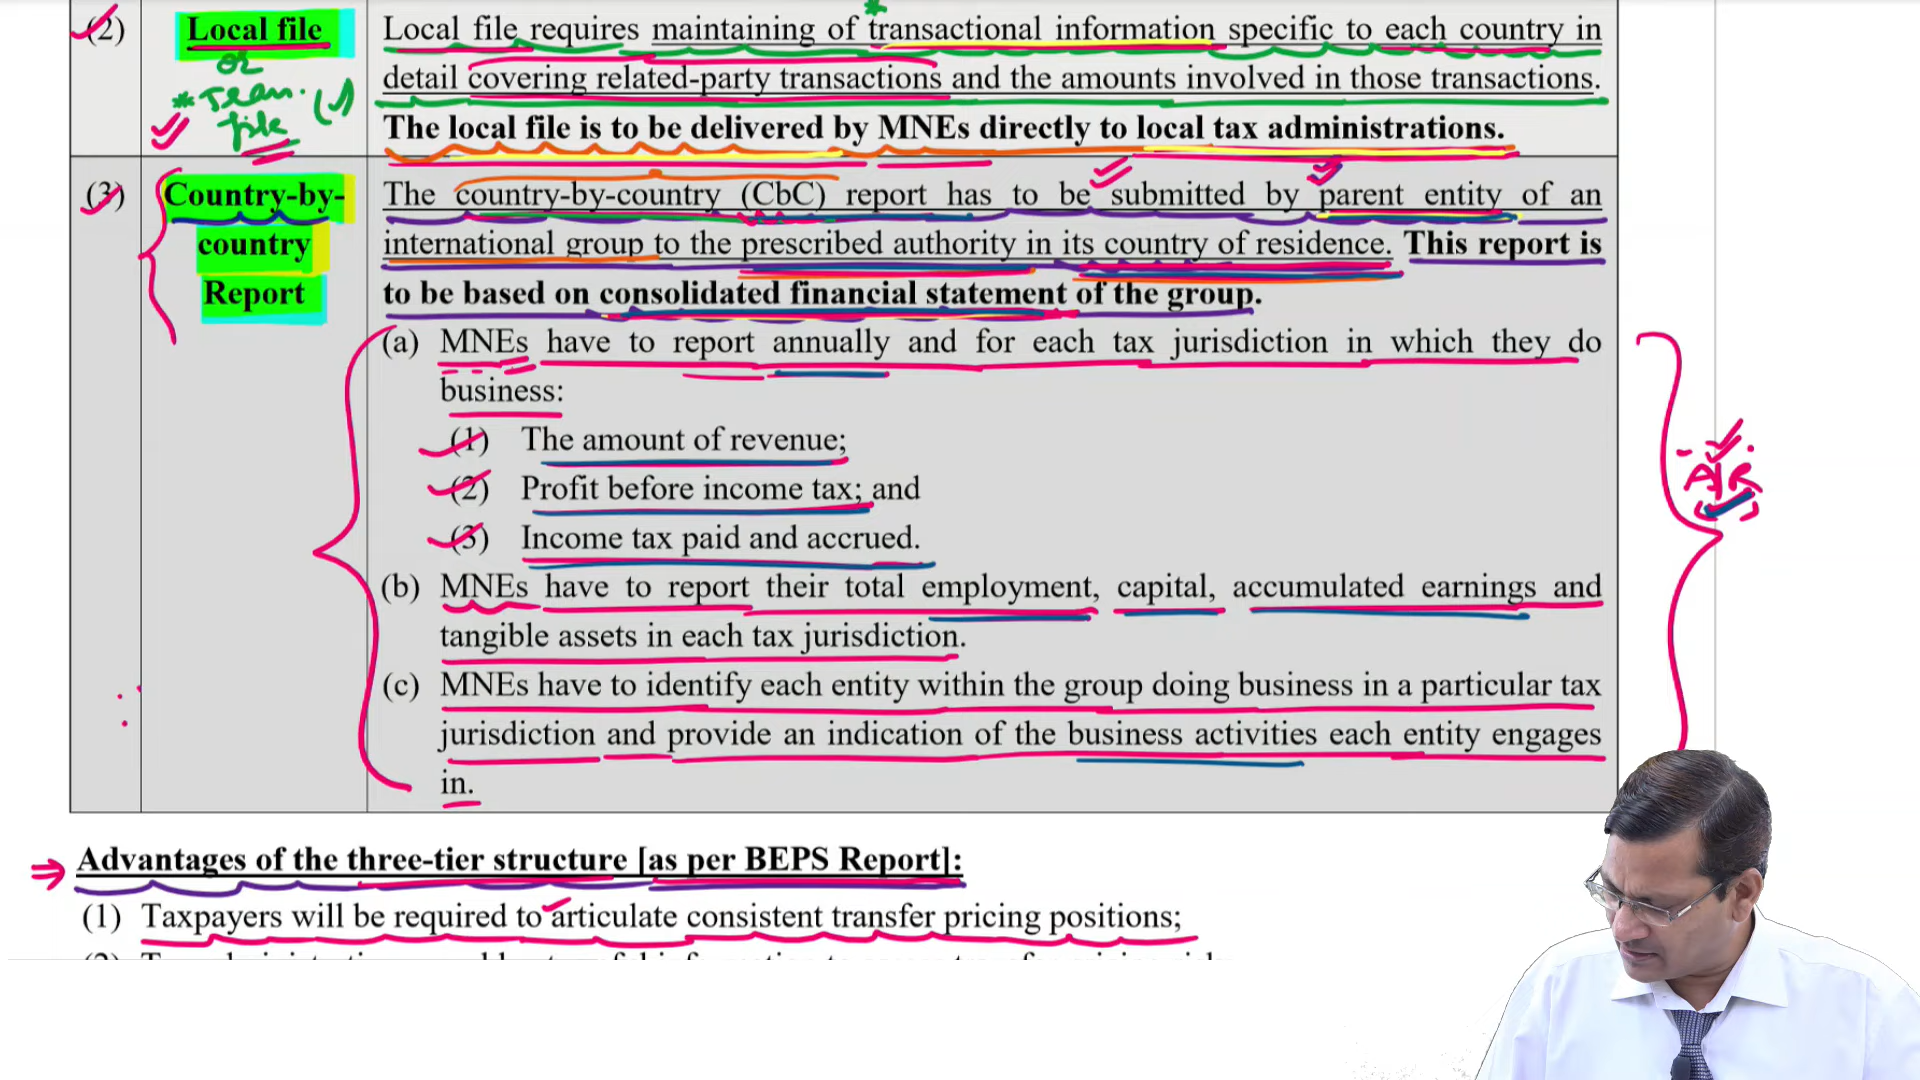 (2) Local file Local file requires maintaining of transactional information specific to each country in
or
detail covering related-party transactions and the amounts involved in those transactions.
file
The local file is to be delivered by MNEs directly to local tax administrations.
(3) Country-by- The country-by-country (CbC) report has to be submitted by parent entity of an
country international group to the prescribed authority in its country of residence. This report is
Report to be based on consolidated financial statement of the group.
(a) MNEs have to report annually and for each tax jurisdiction in which they do
business:
(1) The amount of revenue;
(2) Profit before income tax; and
(3) Income tax paid and accrued.
(b) MNEs have to report their total employment, capital, accumulated earnings and
tangible assets in each tax jurisdiction.
(c) MNEs have to identify each entity within the group doing business in a particular tax
jurisdiction and provide an indication of the business activities each entity engages
in.
Advantages of the three-tier structure [as per BEPS Report]:
(1) Taxpayers will be required to articulate consistent transfer pricing positions;